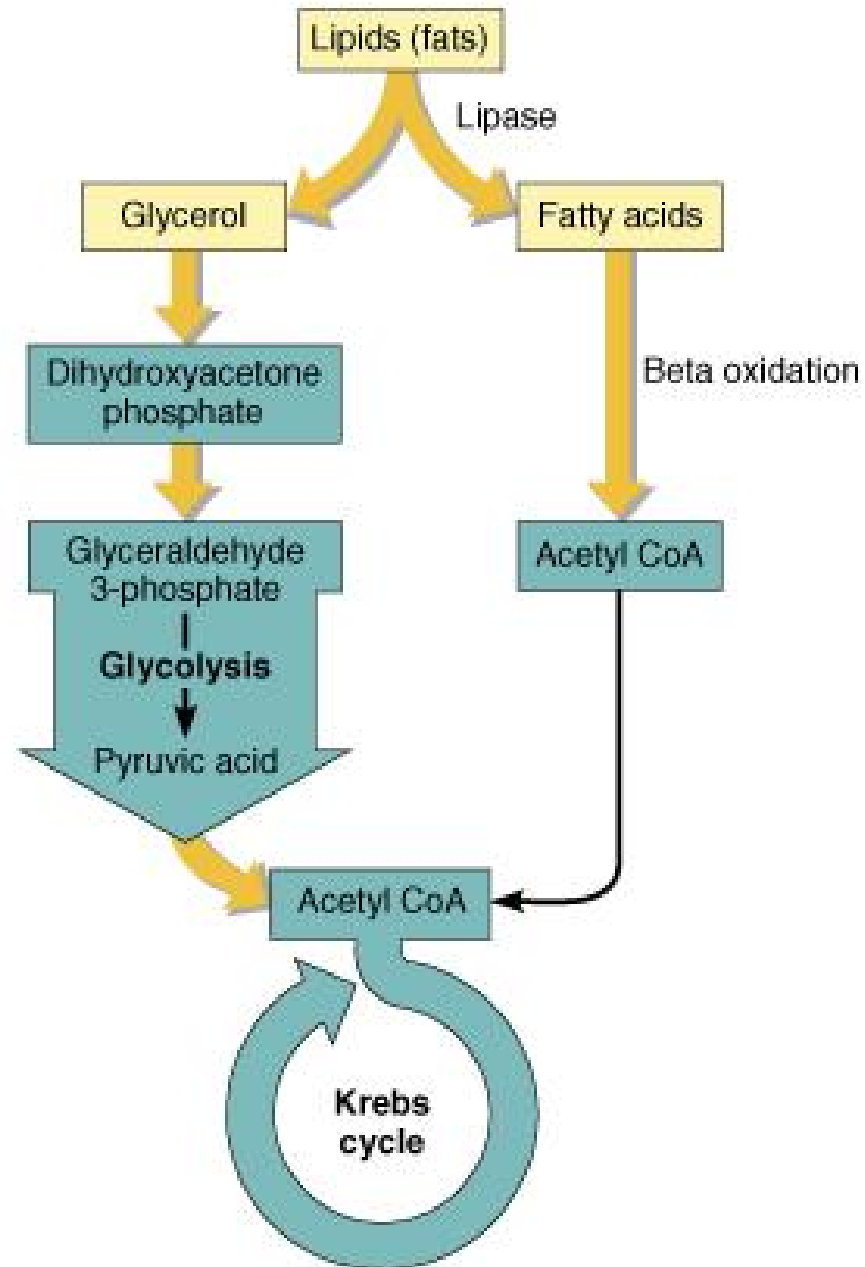 Lipids (fats)
Lipase
Glycerol
Fatty acids
Dihydroxyacetone
phosphate
Beta oxidation
Glyceraldehyde
3-phosphate
Glycolysis
Pyruvic acid
Acetyl CoA
Acetyl CoA
Krebs
cycle